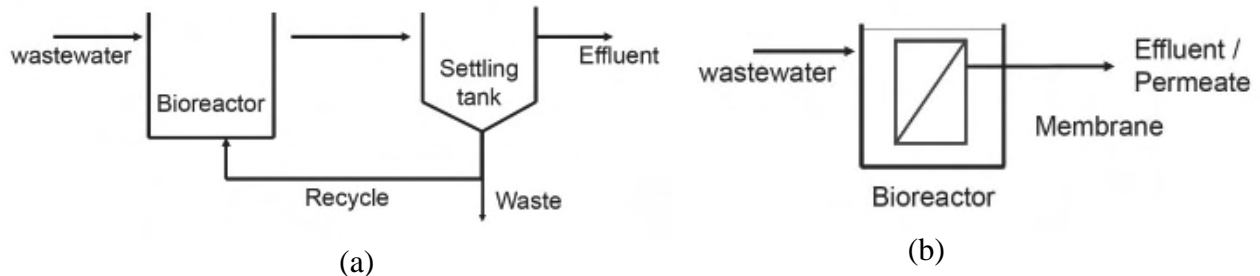 wastewater
Bioreactor
Settling
tank
Effluent
Recycle
Waste
(a)
wastewater
Effluent /
Permeate
Membrane
Bioreactor
(b)